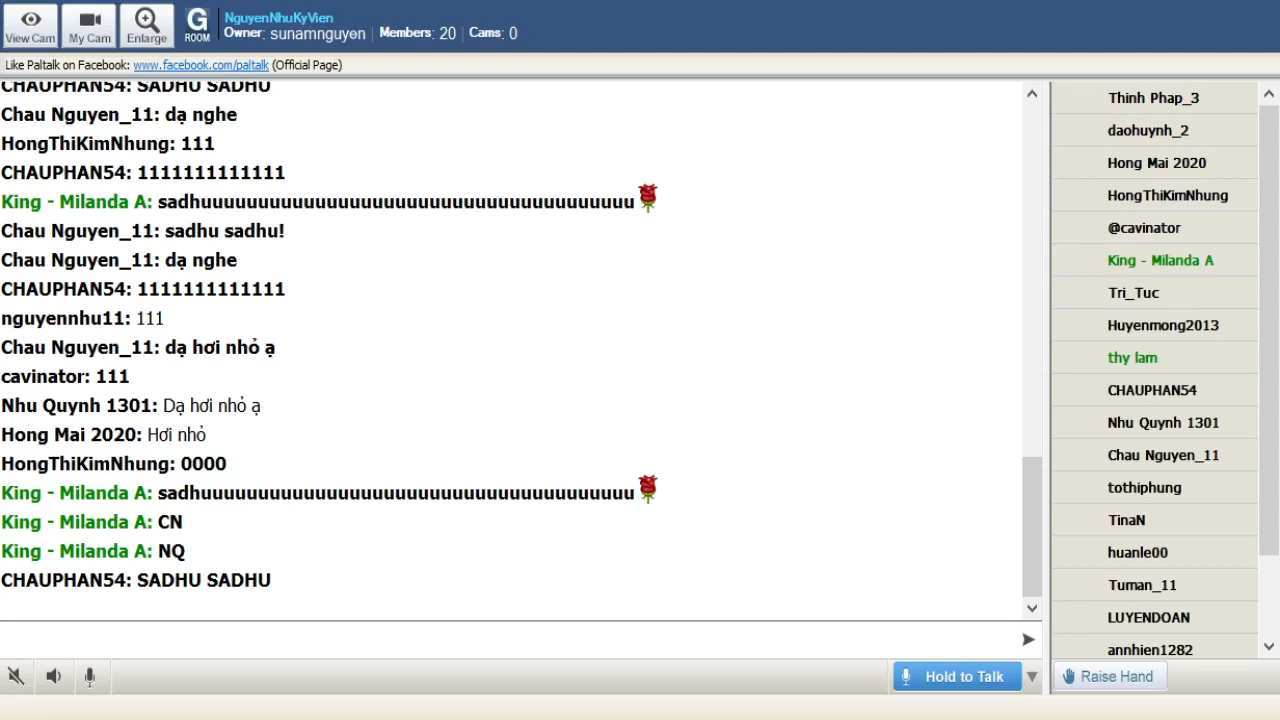 View Cam
My Cam
Enlarge
G
ROOM
NguyenNhuKyVien
Owner: sunamnguyen
Members: 20
Cams: 0
Like Paltalk on Facebook: www.facebook.com/paltalk (Official Page)
CHAUPHAN54: SADHU SADHU
Chau Nguyen_11: dạ nghe
HongThiKimNhung: 111
CHAUPHAN54: 1111111111111
King - Milanda A: sadhuuuuuuuuuuuuuuuuuuuuuuuuuuuuuuuuuuuuuu
Chau Nguyen_11: sadhu sadhu!
Chau Nguyen_11: dạ nghe
CHAUPHAN54: 1111111111111
nguyennhu11: 111
Chau Nguyen_11: dạ hơi nhỏ ạ
cavinator: 111
Nhu Quynh 1301: Dạ hơi nhỏ ạ
Hong Mai 2020: Hơi nhỏ
HongThiKimNhung: 0000
King - Milanda A: sadhuuuuuuuuuuuuuuuuuuuuuuuuuuuuuuuuuuuuuu
King - Milanda A: CN
King - Milanda A: NQ
CHAUPHAN54: SADHU SADHU
Hold to Talk
Thinh Phap_3
daohuynh_2
Hong Mai 2020
HongThiKimNhung
@cavinator
King - Milanda A
Tri_Tuc
Huyenmong2013
thy lam
CHAUPHAN54
Nhu Quynh 1301
Chau Nguyen_11
tothiphung
TinaN
huanle00
Tuman_11
LUYENDOAN
annhien1282
Raise Hand